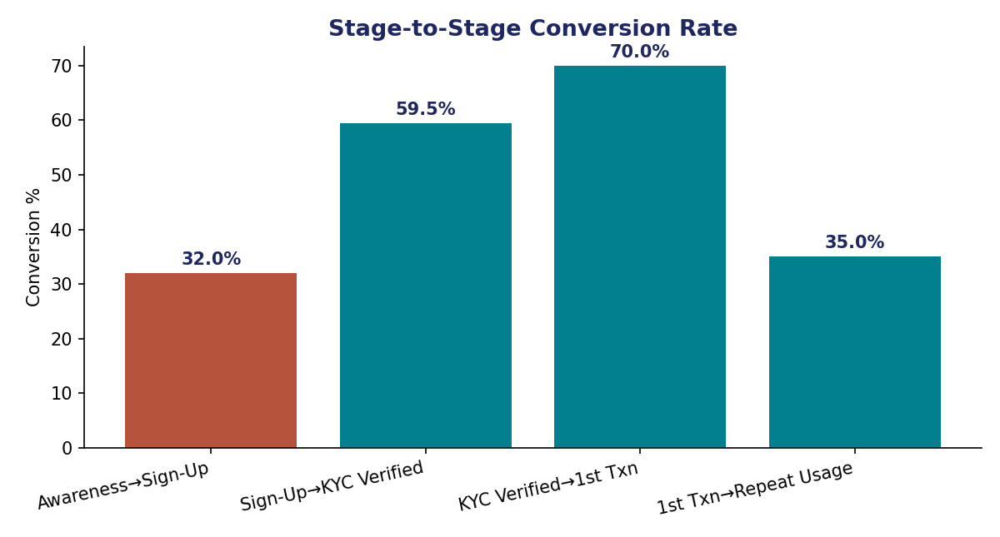 Stage-to-Stage Conversion Rate
70.0%
59.5%
35.0%
32.0%
Conversion %
70
60
50
40
30
20
10
0
Awareness→Sign-Up
Sign-Up→KYC Verified
KYC Verified→1st Txn
1st Txn→Repeat Usage